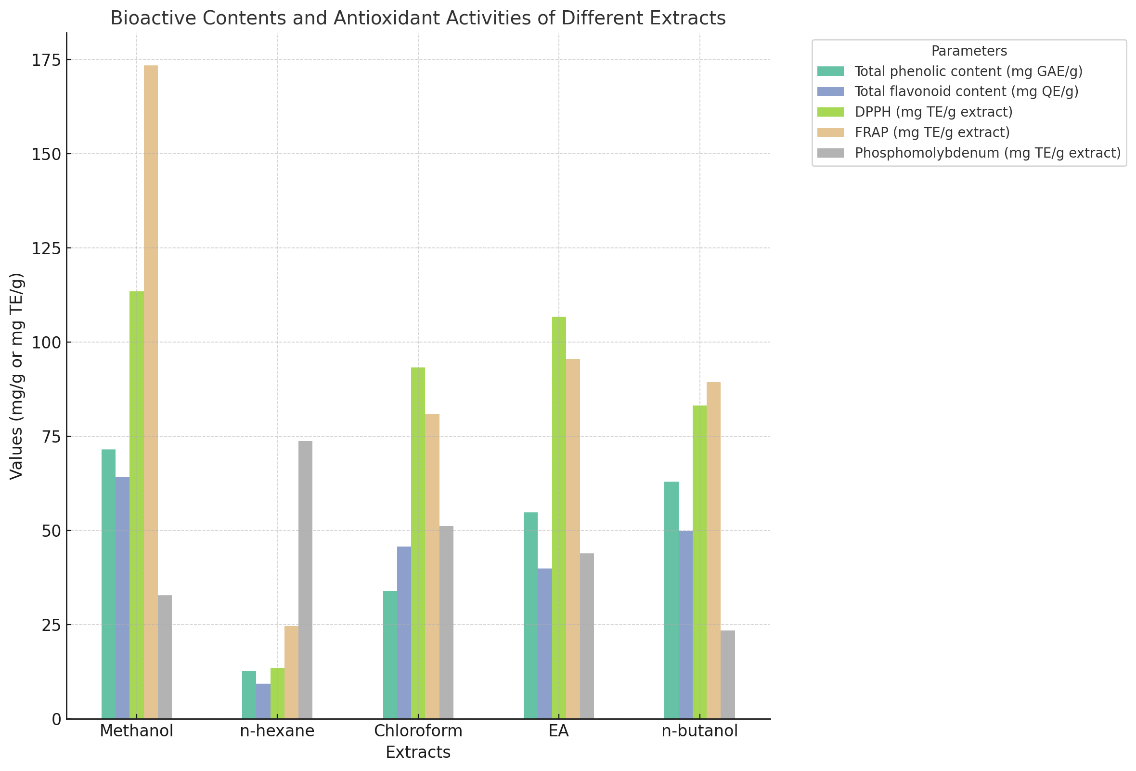 Bioactive Contents and Antioxidant Activities of Different Extracts
Parameters
Total phenolic content (mg GAE/g)
Total flavonoid content (mg QE/g)
DPPH (mg TE/g extract)
FRAP (mg TE/g extract)
Phosphomolybdenum (mg TE/g extract)
Values (mg/g or mg TE/g)
175
150
125
100
75
50
25
0
Methanol n-hexane Chloroform EA n-butanol
Extracts